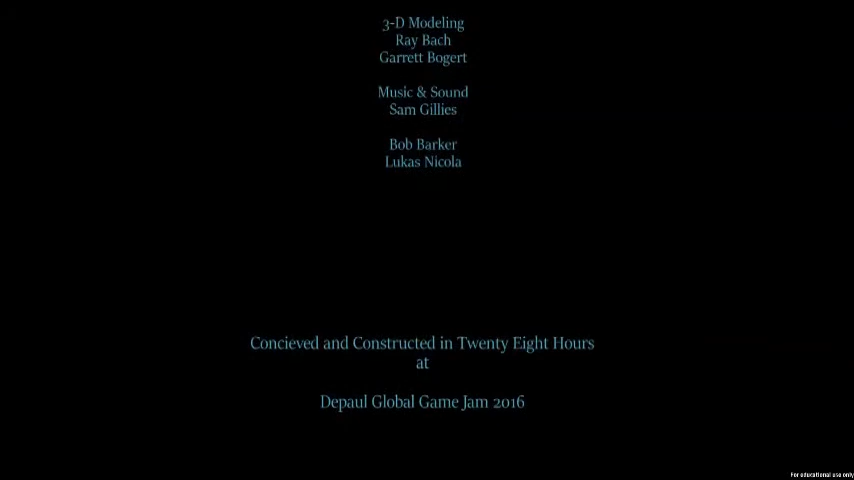 3-D Modeling
Ray Bach
Garrett Bogert
Music & Sound
Sam Gillies
Bob Barker
Lukas Nicola
Concieved and Constructed in Twenty Eight Hours
at
Depaul Global Game Jam 2016
For educational use only